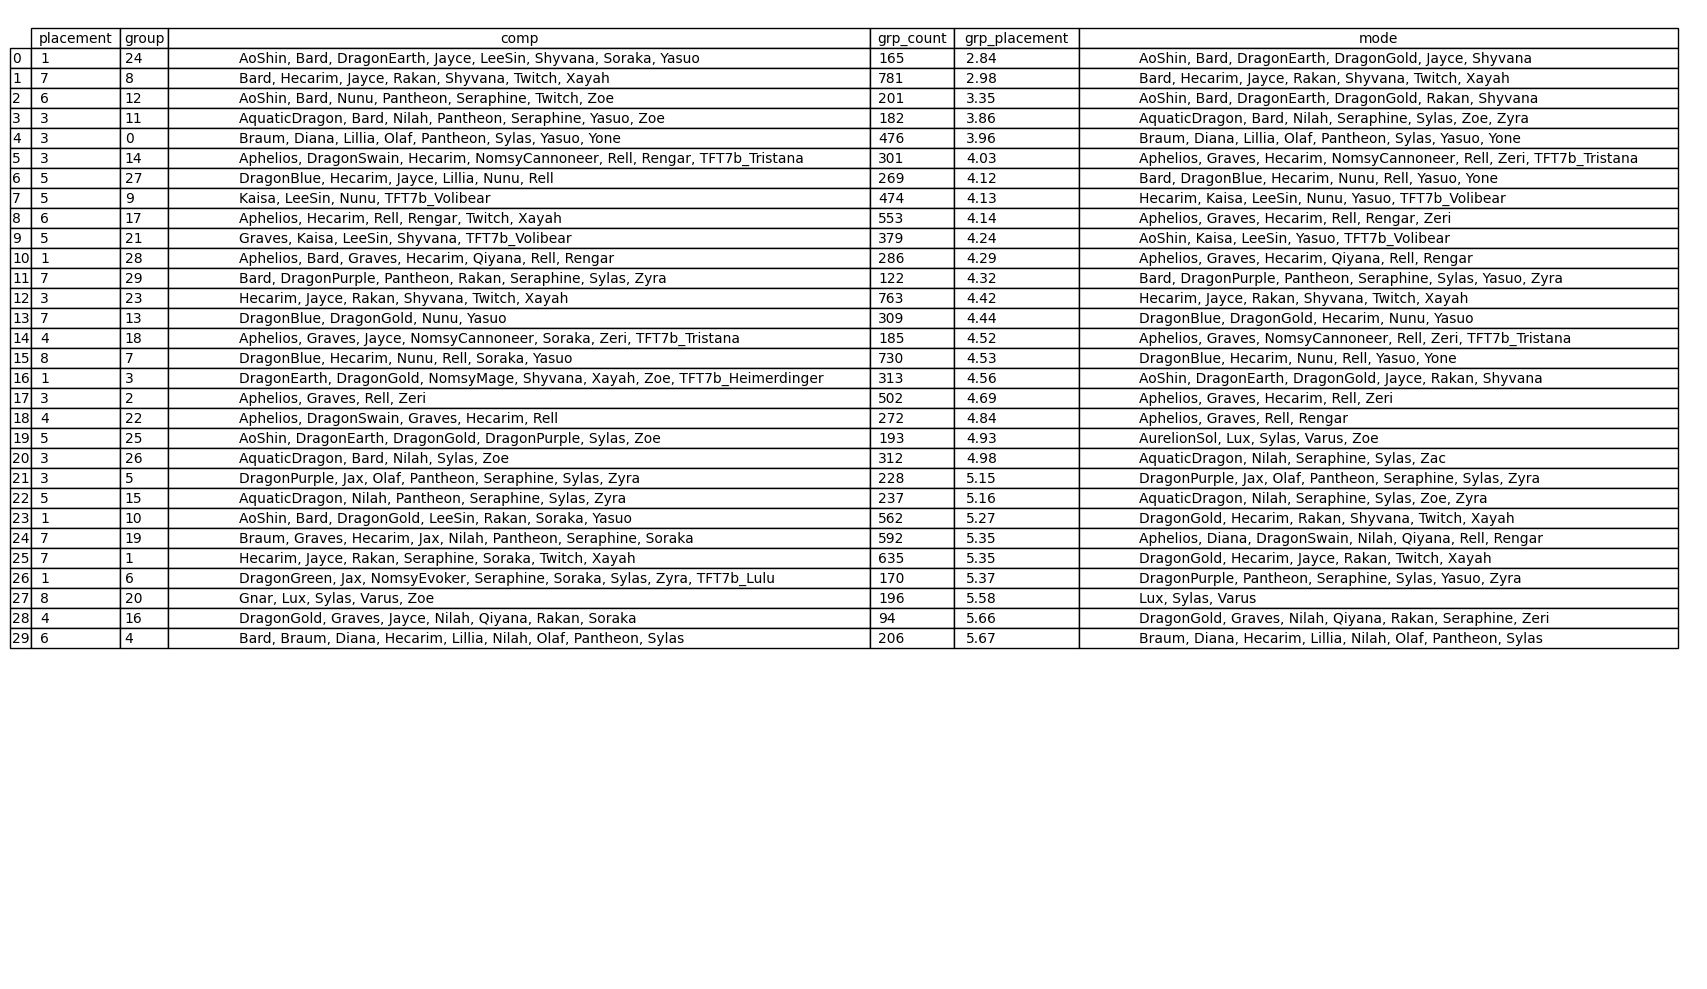 placement group comp grp_count grp_placement mode
0 1 24 AoShin, Bard, DragonEarth, Jayce, LeeSin, Shyvana, Soraka, Yasuo 165 2.84 AoShin, Bard, DragonEarth, DragonGold, Jayce, Shyvana
1 7 8 Bard, Hecarim, Jayce, Rakan, Shyvana, Twitch, Xayah 781 2.98 Bard, Hecarim, Jayce, Rakan, Shyvana, Twitch, Xayah
2 6 12 AoShin, Bard, Nunu, Pantheon, Seraphine, Twitch, Zoe 201 3.35 AoShin, Bard, DragonEarth, DragonGold, Rakan, Shyvana
3 3 11 AquaticDragon, Bard, Nilah, Pantheon, Seraphine, Yasuo, Zoe 182 3.86 AquaticDragon, Bard, Nilah, Seraphine, Sylas, Zoe, Zyra
4 3 0 Braum, Diana, Lillia, Olaf, Pantheon, Sylas, Yasuo, Yone 476 3.96 Braum, Diana, Lillia, Olaf, Pantheon, Sylas, Yasuo, Yone
5 3 14 Aphelios, DragonSwain, Hecarim, NomsyCannoneer, Rell, Rengar, TFT7b_Tristana 301 4.03 Aphelios, Graves, Hecarim, NomsyCannoneer, Rell, Zeri, TFT7b_Tristana
6 5 27 DragonBlue, Hecarim, Jayce, Lillia, Nunu, Rell 269 4.12 Bard, DragonBlue, Hecarim, Nunu, Rell, Yasuo, Yone
7 5 9 Kaisa, LeeSin, Nunu, TFT7b_Volibear 474 4.13 Hecarim, Kaisa, LeeSin, Nunu, Yasuo, TFT7b_Volibear
8 6 17 Aphelios, Hecarim, Rell, Rengar, Twitch, Xayah 553 4.14 Aphelios, Graves, Hecarim, Rell, Rengar, Zeri
9 5 21 Graves, Kaisa, LeeSin, Shyvana, TFT7b_Volibear 379 4.24 AoShin, Kaisa, LeeSin, Yasuo, TFT7b_Volibear
10 1 28 Aphelios, Bard, Graves, Hecarim, Qiyana, Rell, Rengar 286 4.29 Aphelios, Graves, Hecarim, Qiyana, Rell, Rengar
11 7 29 Bard, DragonPurple, Pantheon, Rakan, Seraphine, Sylas, Zyra 122 4.32 Bard, DragonPurple, Pantheon, Seraphine, Sylas, Yasuo, Zyra
12 3 23 Hecarim, Jayce, Rakan, Shyvana, Twitch, Xayah 763 4.42 Hecarim, Jayce, Rakan, Shyvana, Twitch, Xayah
13 7 13 DragonBlue, DragonGold, Nunu, Yasuo 309 4.44 DragonBlue, DragonGold, Hecarim, Nunu, Yasuo
14 4 18 Aphelios, Graves, Jayce, NomsyCannoneer, Soraka, Zeri, TFT7b_Tristana 185 4.52 Aphelios, Graves, NomsyCannoneer, Rell, Zeri, TFT7b_Tristana
15 8 7 DragonBlue, Hecarim, Nunu, Rell, Soraka, Yasuo 730 4.53 DragonBlue, Hecarim, Nunu, Rell, Yasuo, Yone
16 1 3 DragonEarth, DragonGold, NomsyMage, Shyvana, Xayah, Zoe, TFT7b_Heimerdinger 313 4.56 AoShin, DragonEarth, DragonGold, Jayce, Rakan, Shyvana
17 3 2 Aphelios, Graves, Rell, Zeri 502 4.69 Aphelios, Graves, Hecarim, Rell, Zeri
18 4 22 Aphelios, DragonSwain, Graves, Hecarim, Rell 272 4.84 Aphelios, Graves, Rell, Rengar
19 5 25 AoShin, DragonEarth, DragonGold, DragonPurple, Sylas, Zoe 193 4.93 AurelionSol, Lux, Sylas, Varus, Zoe
20 3 26 AquaticDragon, Bard, Nilah, Sylas, Zoe 312 4.98 AquaticDragon, Nilah, Seraphine, Sylas, Zac
21 3 5 DragonPurple, Jax, Olaf, Pantheon, Seraphine, Sylas, Zyra 228 5.15 DragonPurple, Jax, Olaf, Pantheon, Seraphine, Sylas, Zyra
22 5 15 AquaticDragon, Nilah, Pantheon, Seraphine, Sylas, Zyra 237 5.16 AquaticDragon, Nilah, Seraphine, Sylas, Zoe, Zyra
23 1 10 AoShin, Bard, DragonGold, LeeSin, Rakan, Soraka, Yasuo 562 5.27 DragonGold, Hecarim, Rakan, Shyvana, Twitch, Xayah
24 7 19 Braum, Graves, Hecarim, Jax, Nilah, Pantheon, Seraphine, Soraka 592 5.35 Aphelios, Diana, DragonSwain, Nilah, Qiyana, Rell, Rengar
25 7 1 Hecarim, Jayce, Rakan, Seraphine, Soraka, Twitch, Xayah 635 5.35 DragonGold, Hecarim, Jayce, Rakan, Twitch, Xayah
26 1 6 DragonGreen, Jax, NomsyEvoker, Seraphine, Soraka, Sylas, Zyra, TFT7b_Lulu 170 5.37 DragonPurple, Pantheon, Seraphine, Sylas, Yasuo, Zyra
27 8 20 Gnar, Lux, Sylas, Varus, Zoe 196 5.58 Lux, Sylas, Varus
28 4 16 DragonGold, Graves, Jayce, Nilah, Qiyana, Rakan, Soraka 94 5.66 DragonGold, Graves, Nilah, Qiyana, Rakan, Seraphine, Zeri
29 6 4 Bard, Braum, Diana, Hecarim, Lillia, Nilah, Olaf, Pantheon, Sylas 206 5.67 Braum, Diana, Hecarim, Lillia, Nilah, Olaf, Pantheon, Sylas